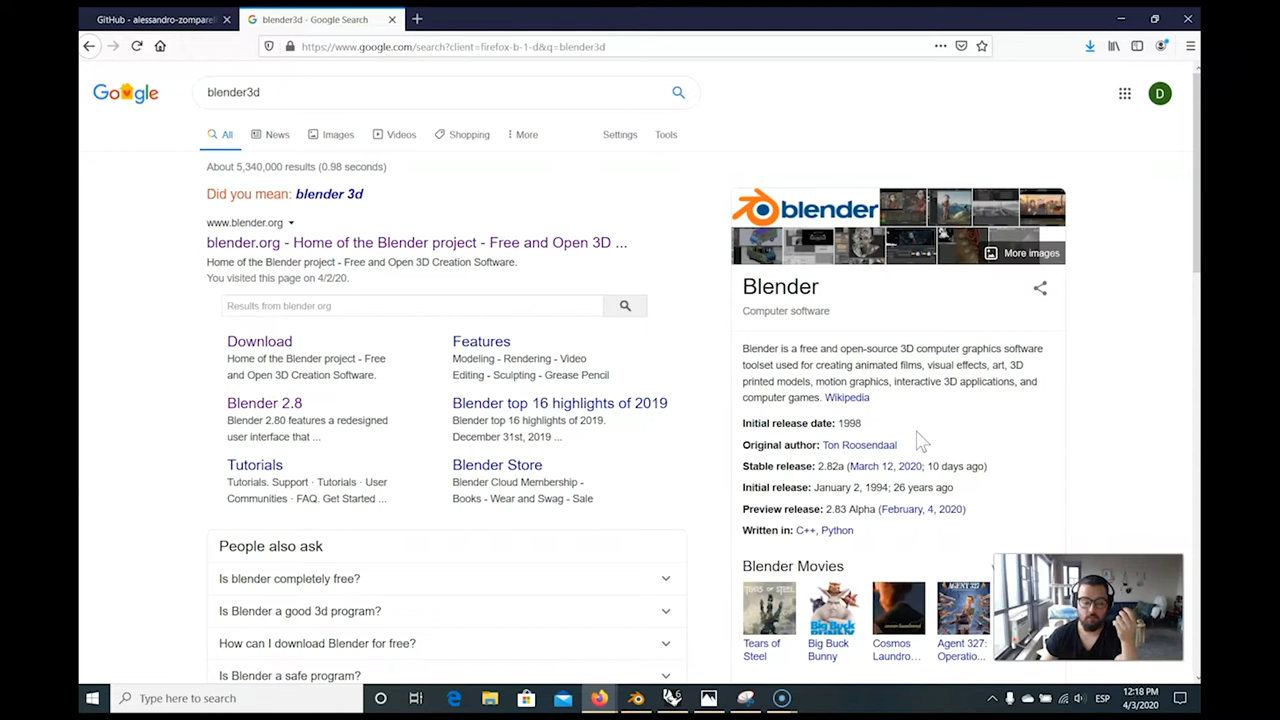 GitHub - alessandro-zomparel
blender3d - Google Search
https://www.google.com/search?client=firefox-b-1-d&q=blender3d
Google
blender3d
D
All
News
Images
Videos
Shopping
More
Settings
Tools
About 5,340,000 results (0.98 seconds)
Did you mean: blender 3d
www.blender.org
blender.org - Home of the Blender project - Free and Open 3D ...
Home of the Blender project - Free and Open 3D Creation Software.
You visited this page on 4/2/20.
Results from blender.org
Download
Home of the Blender project - Free
and Open 3D Creation Software.
Features
Modeling - Rendering - Video
Editing - Sculpting - Grease Pencil
Blender 2.8
Blender 2.80 features a redesigned
user interface that ...
Blender top 16 highlights of 2019
Blender top 16 highlights of 2019.
December 31st, 2019 ...
Tutorials
Tutorials. Support · Tutorials · User
Communities · FAQ. Get Started ...
Blender Store
Blender Cloud Membership -
Books - Wear and Swag - Sale
People also ask
Is blender completely free?
Is Blender a good 3d program?
How can I download Blender for free?
Is Blender a safe program?
blender
More images
Blender
Computer software
Blender is a free and open-source 3D computer graphics software
toolset used for creating animated films, visual effects, art, 3D
printed models, motion graphics, interactive 3D applications, and
computer games. Wikipedia
Initial release date: 1998
Original author: Ton Roosendaal
Stable release: 2.82a (March 12, 2020; 10 days ago)
Initial release: January 2, 1994; 26 years ago
Preview release: 2.83 Alpha (February, 4, 2020)
Written in: C++, Python
Blender Movies
Tears of
Steel
Big Buck
Bunny
Cosmos
Laundro...
Agent 327:
Operatio...
Type here to search
ESP
12:18 PM
4/3/2020